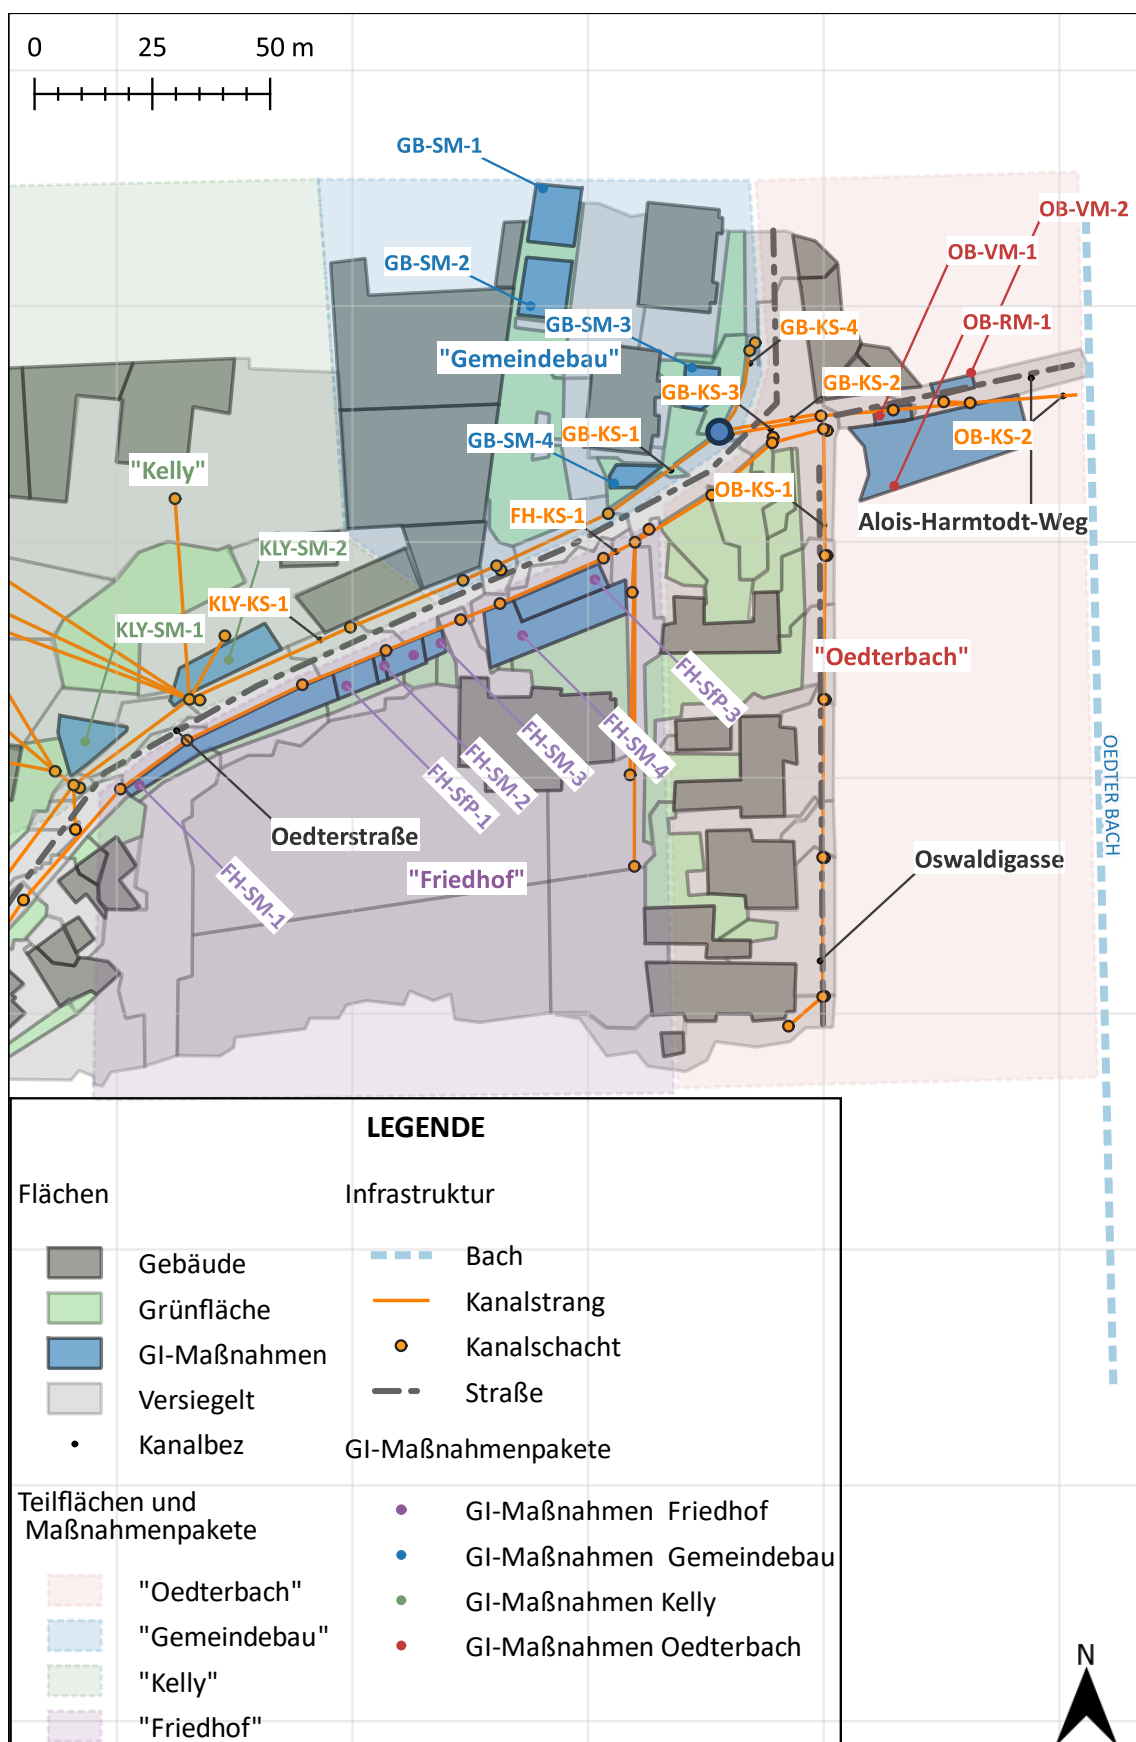 0 25 50 m
GB-SM-1
OB-VM-2
GB-SM-2
OB-VM-1
GB-SM-3
GB-KS-4
OB-RM-1
"Gemeindebau"
GB-KS-3
GB-KS-2
GB-SM-4
GB-KS-1
OB-KS-2
"Kelly"
OB-KS-1
FH-KS-1
Alois-Harmtodt-Weg
KLY-SM-2
KLY-KS-1
KLY-SM-1
"Oedterbach"
FH-SfP-3
FH-SM-4
FH-SM-3
FH-SM-2
FH-SfP-1
OEDTER BACH
Oedterstraße
Oswaldigasse
"Friedhof"
FH-SM-1
LEGENDE
Flächen
Gebäude
Grünfläche
GI-Maßnahmen
Versiegelt
Kanalbez
Teilflächen und
Maßnahmenpakete
"Oedterbach"
"Gemeindebau"
"Kelly"
"Friedhof"
Infrastruktur
Bach
Kanalstrang
Kanalschacht
Straße
GI-Maßnahmenpakete
GI-Maßnahmen Friedhof
GI-Maßnahmen Gemeindebau
GI-Maßnahmen Kelly
GI-Maßnahmen Oedterbach
N